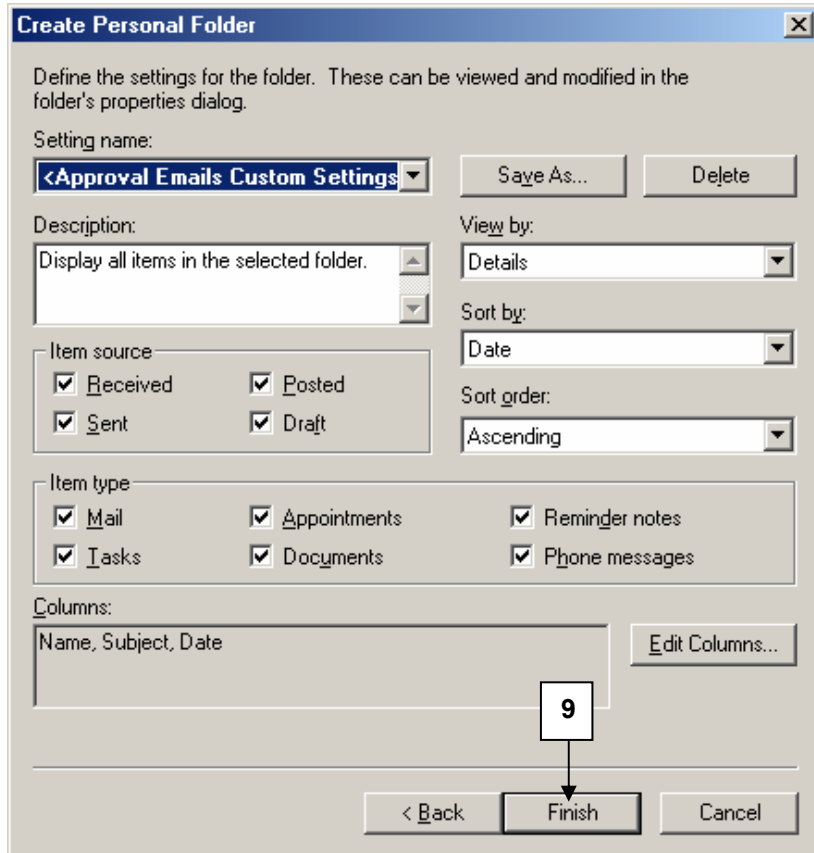 Create Personal Folder
Define the settings for the folder. These can be viewed and modified in the
folder's properties dialog.
Setting name:
<Approval Emails Custom Settings
Save As...
Delete
Description:
Display all items in the selected folder.
View by:
Details
Sort by:
Date
Sort order:
Ascending
Item source
Received
Posted
Sent
Draft
Item type
Mail
Appointments
Reminder notes
Tasks
Documents
Phone messages
Columns:
Name, Subject, Date
Edit Columns...
9
< Back
Finish
Cancel